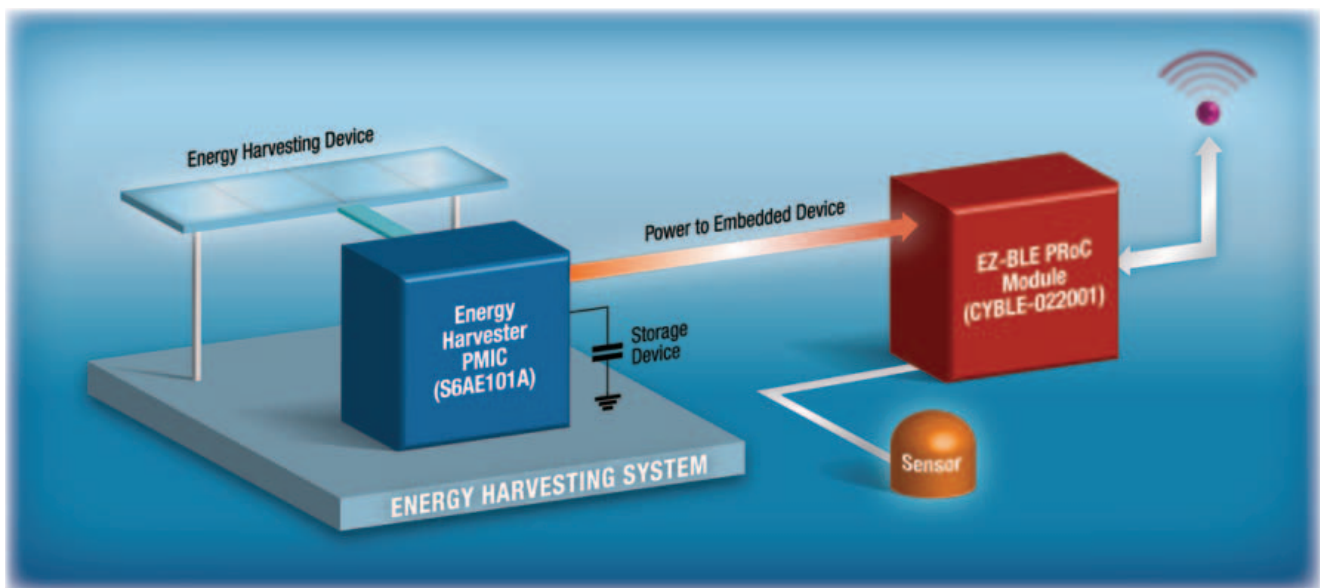 Energy Harvesting Device
Power to Embedded Device
Energy
Harvester
PMIC
(S6AE101A)
Storage
Device
EZ-BLE PRoC
Module
(CYBLE-022001)
Sensor
ENERGY HARVESTING SYSTEM